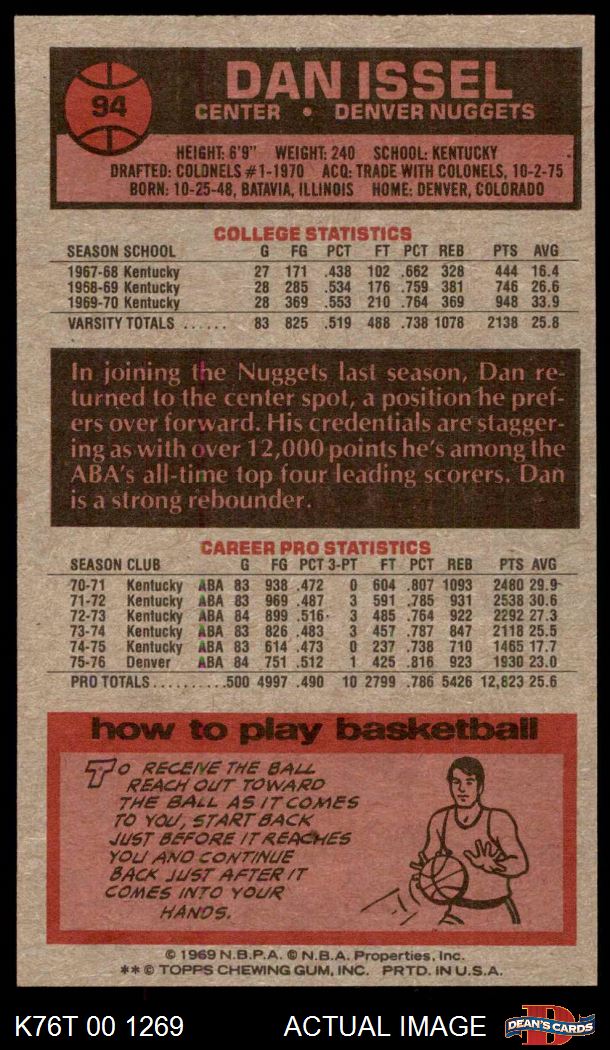 94
DAN ISSEL
CENTER • DENVER NUGGETS
HEIGHT: 6'9" WEIGHT: 240 SCHOOL: KENTUCKY
DRAFTED: COLONELS #1-1970 ACQ: TRADE WITH COLONELS, 10-2-75
BORN: 10-25-48, BATAVIA, ILLINOIS HOME: DENVER, COLORADO
COLLEGE STATISTICS
SEASON SCHOOL G FG PCT FT PCT REB PTS AVG
1967-68 Kentucky 27 171 .438 102 .662 328 444 16.4
1958-69 Kentucky 28 285 .534 176 .759 381 746 26.6
1969-70 Kentucky 28 369 .553 210 .764 369 948 33.9
VARSITY TOTALS ...... 83 825 .519 488 .738 1078 2138 25.8
In joining the Nuggets last season, Dan re-
turned to the center spot, a position he pref-
ers over forward. His credentials are stagger-
ing as with over 12,000 points he's among the
ABA's all-time top four leading scorers. Dan
is a strong rebounder.
CAREER PRO STATISTICS
SEASON CLUB G FG PCT 3-PT FT PCT REB PTS AVG
70-71 Kentucky ABA 83 938 .472 0 604 .807 1093 2480 29.9
71-72 Kentucky ABA 83 969 .487 3 591 .785 931 2538 30.6
72-73 Kentucky ABA 84 899 .516 3 485 .764 922 2292 27.3
73-74 Kentucky ABA 83 826 .483 3 457 .787 847 2118 25.5
74-75 Kentucky ABA 83 614 .473 0 237 .738 710 1465 17.7
75-76 Denver ABA 84 751 .512 1 425 .816 923 1930 23.0
PRO TOTALS..........500 4997 .490 10 2799 .786 5426 12,823 25.6
how to play basketball
TO RECEIVE THE BALL
REACH OUT TOWARD
THE BALL AS IT COMES
TO YOU, START BACK
JUST BEFORE IT REACHES
YOU AND CONTINUE
BACK JUST AFTER IT
COMES INTO YOUR
HANDS.
© 1969 N.B.P.A. © N.B.A. Properties, Inc.
** © TOPPS CHEWING GUM, INC. PRTD. IN U.S.A.
K76T 00 1269 ACTUAL IMAGE D DEAN'S CARDS